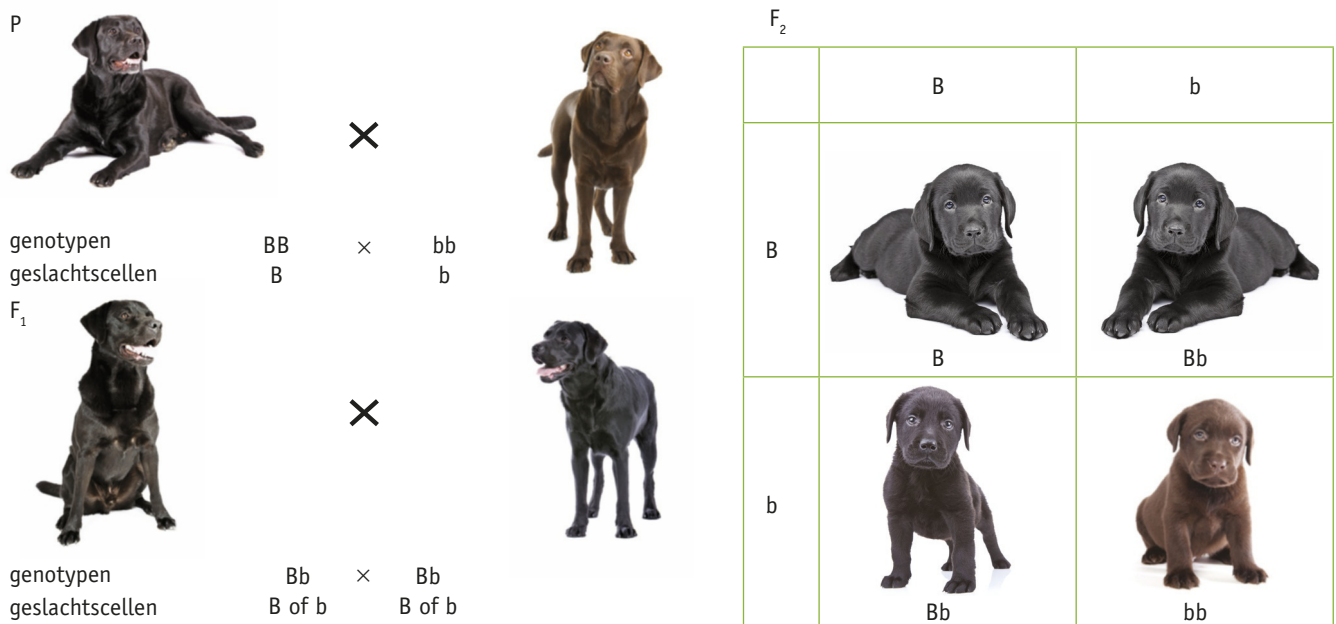 P
genotypen BB × bb
geslachtscellen B b
F₁
genotypen Bb × Bb
geslachtscellen B of b B of b
F₂
B b
B
B Bb
b
Bb bb